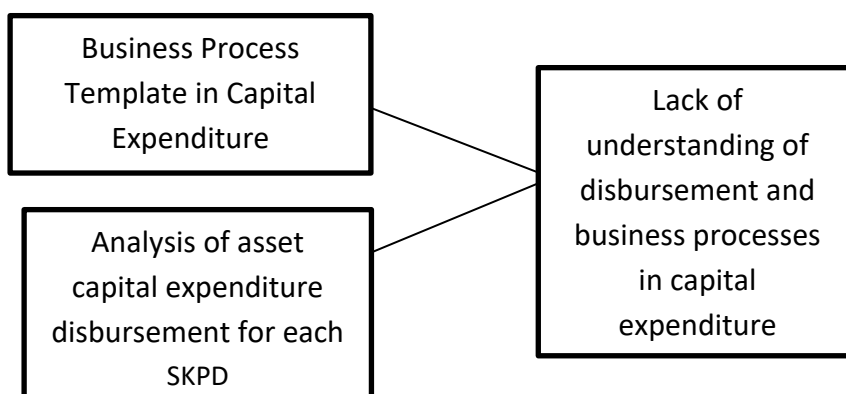 Business Process
Template in Capital
Expenditure
Analysis of asset
capital expenditure
disbursement for each
SKPD
Lack of
understanding of
disbursement and
business processes
in capital
expenditure